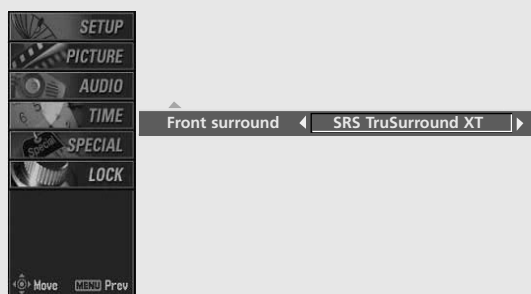 SETUP
PICTURE
AUDIO
TIME
SPECIAL
LOCK
Front surround SRS TruSurround XT
Move MENU Prev